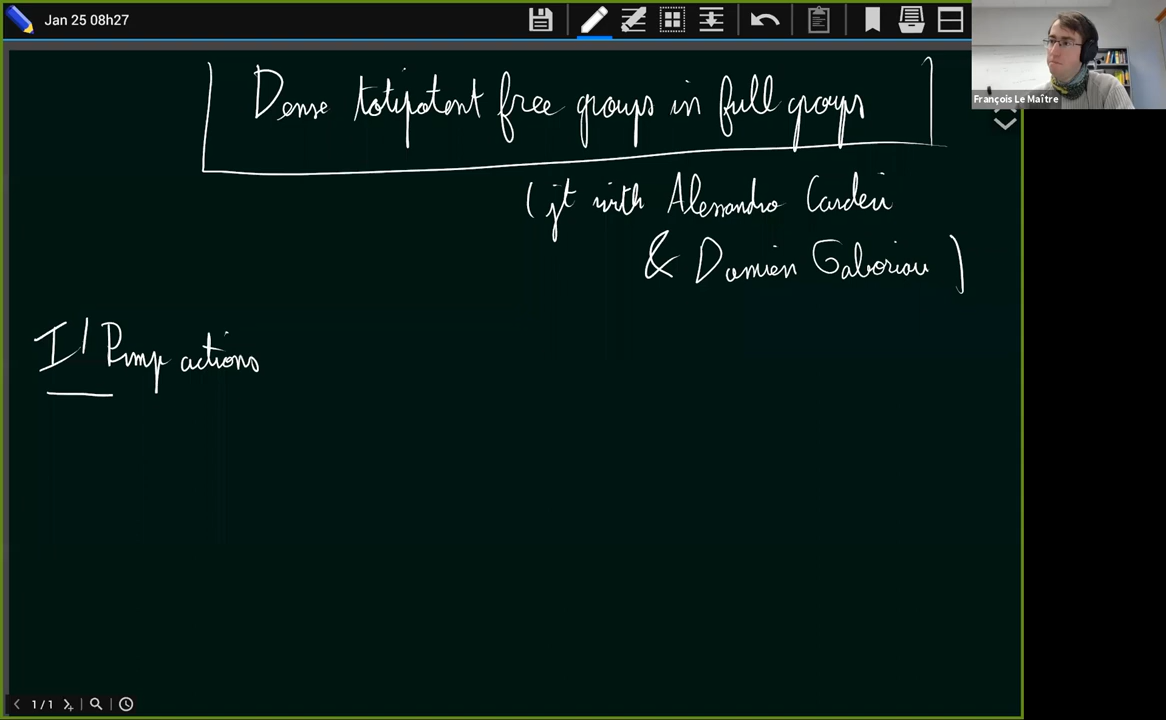 Jan 25 08h27
François Le Maître
Dense totipotent free groups in full groups
(jt with Alessandro Carderi
& Damien Gaboriau)
I/ Pmp actions
1/1